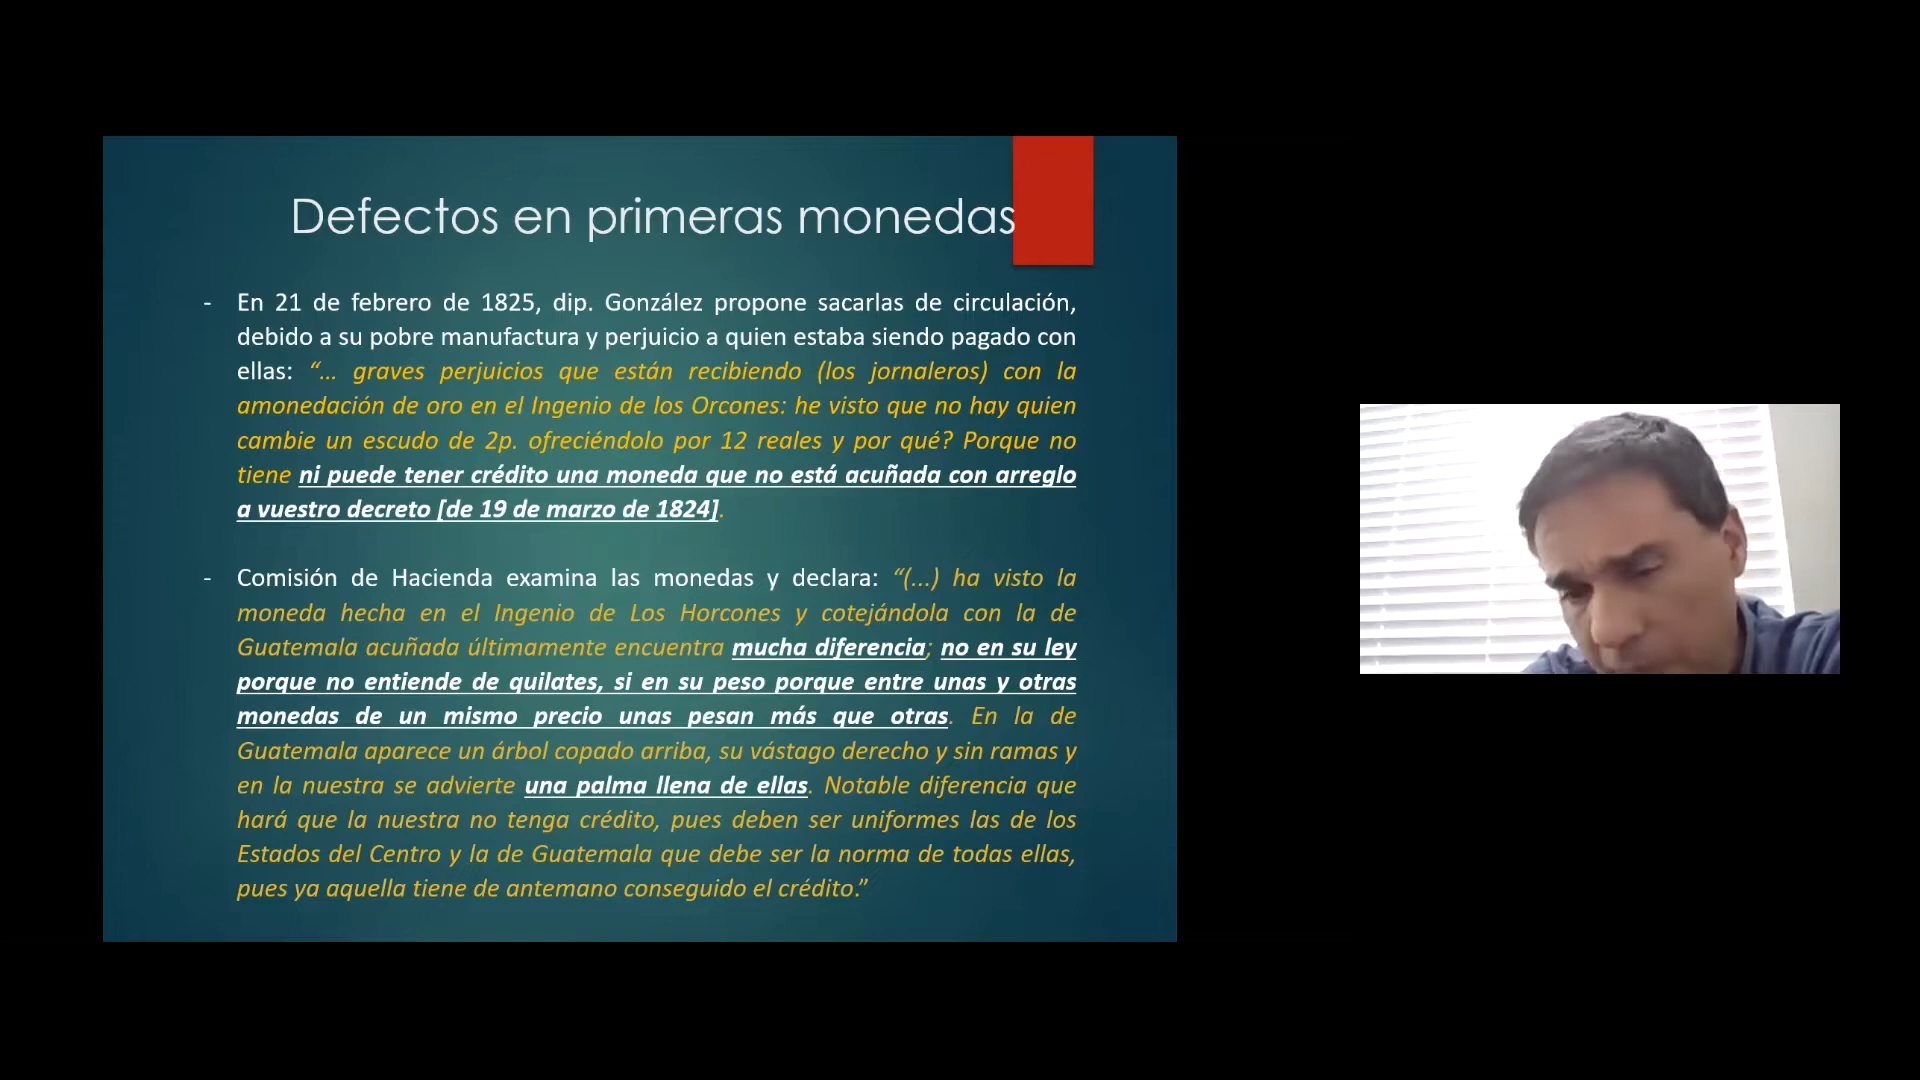 Defectos en primeras monedas
- En 21 de febrero de 1825, dip. González propone sacarlas de circulación,
debido a su pobre manufactura y perjuicio a quien estaba siendo pagado con
ellas: “... graves perjuicios que están recibiendo (los jornaleros) con la
amonedación de oro en el Ingenio de los Orcones: he visto que no hay quien
cambie un escudo de 2p. ofreciéndolo por 12 reales y por qué? Porque no
tiene ni puede tener crédito una moneda que no está acuñada con arreglo
a vuestro decreto [de 19 de marzo de 1824].
- Comisión de Hacienda examina las monedas y declara: “(...) ha visto la
moneda hecha en el Ingenio de Los Horcones y cotejándola con la de
Guatemala acuñada últimamente encuentra mucha diferencia; no en su ley
porque no entiende de quilates, si en su peso porque entre unas y otras
monedas de un mismo precio unas pesan más que otras. En la de
Guatemala aparece un árbol copado arriba, su vástago derecho y sin ramas y
en la nuestra se advierte una palma llena de ellas. Notable diferencia que
hará que la nuestra no tenga crédito, pues deben ser uniformes las de los
Estados del Centro y la de Guatemala que debe ser la norma de todas ellas,
pues ya aquella tiene de antemano conseguido el crédito.”